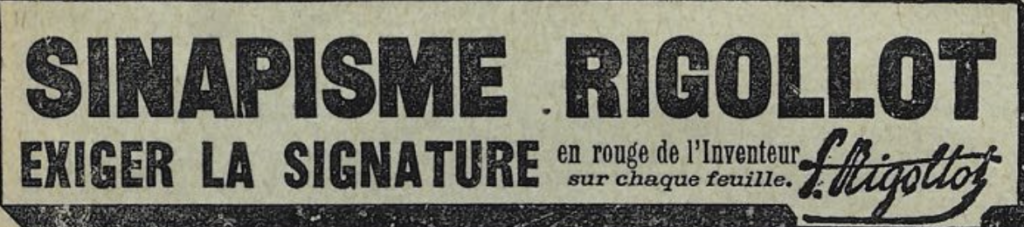 SINAPISME RIGOLLOT
EXIGER LA SIGNATURE en rouge de l'Inventeur
sur chaque feuille. P. Rigollot